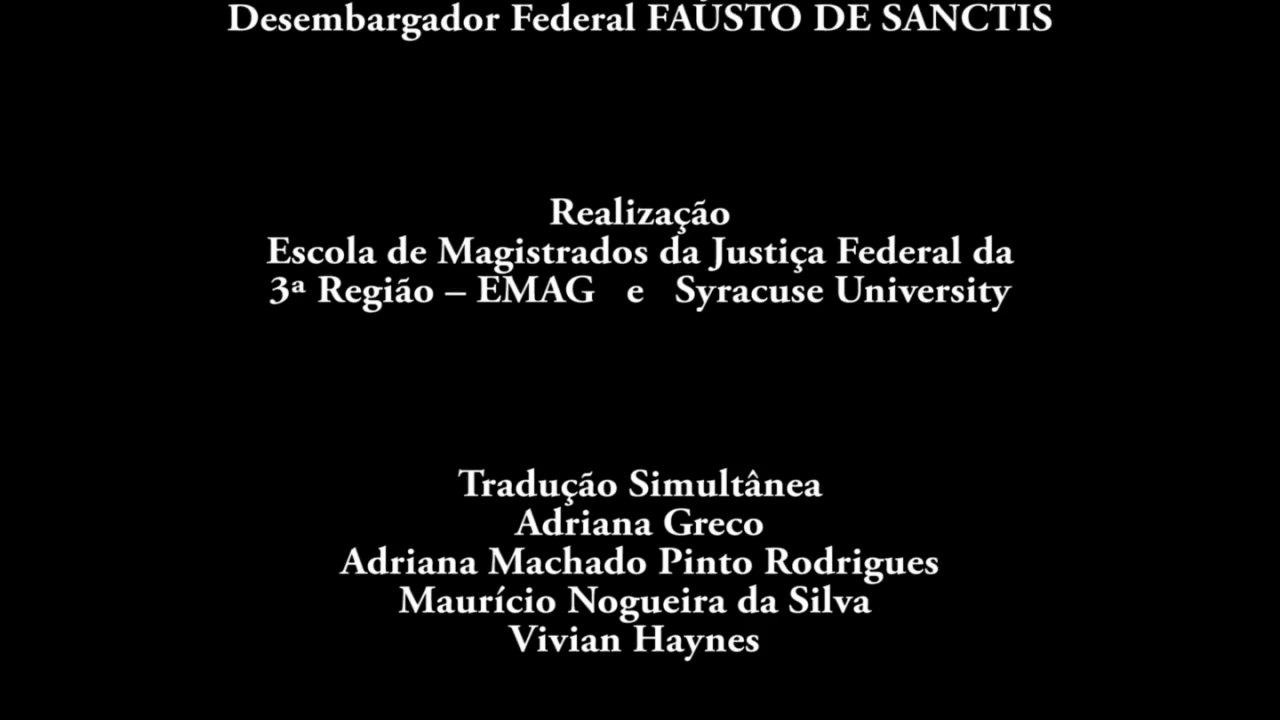 Desembargador Federal FAUSTO DE SANCTIS
Realização
Escola de Magistrados da Justiça Federal da
3ª Região – EMAG e Syracuse University
Tradução Simultânea
Adriana Greco
Adriana Machado Pinto Rodrigues
Maurício Nogueira da Silva
Vivian Haynes